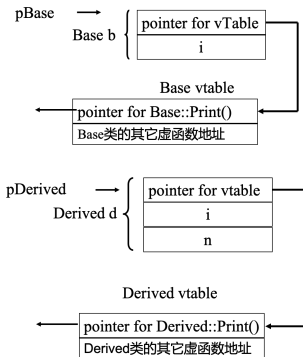 pBase
pointer for vTable
Base b
i
Base vtable
pointer for Base::Print()
Base类的其它虚函数地址
pDerived
pointer for vtable
Derived d
i
n
Derived vtable
pointer for Derived::Print()
Derived类的其它虚函数地址